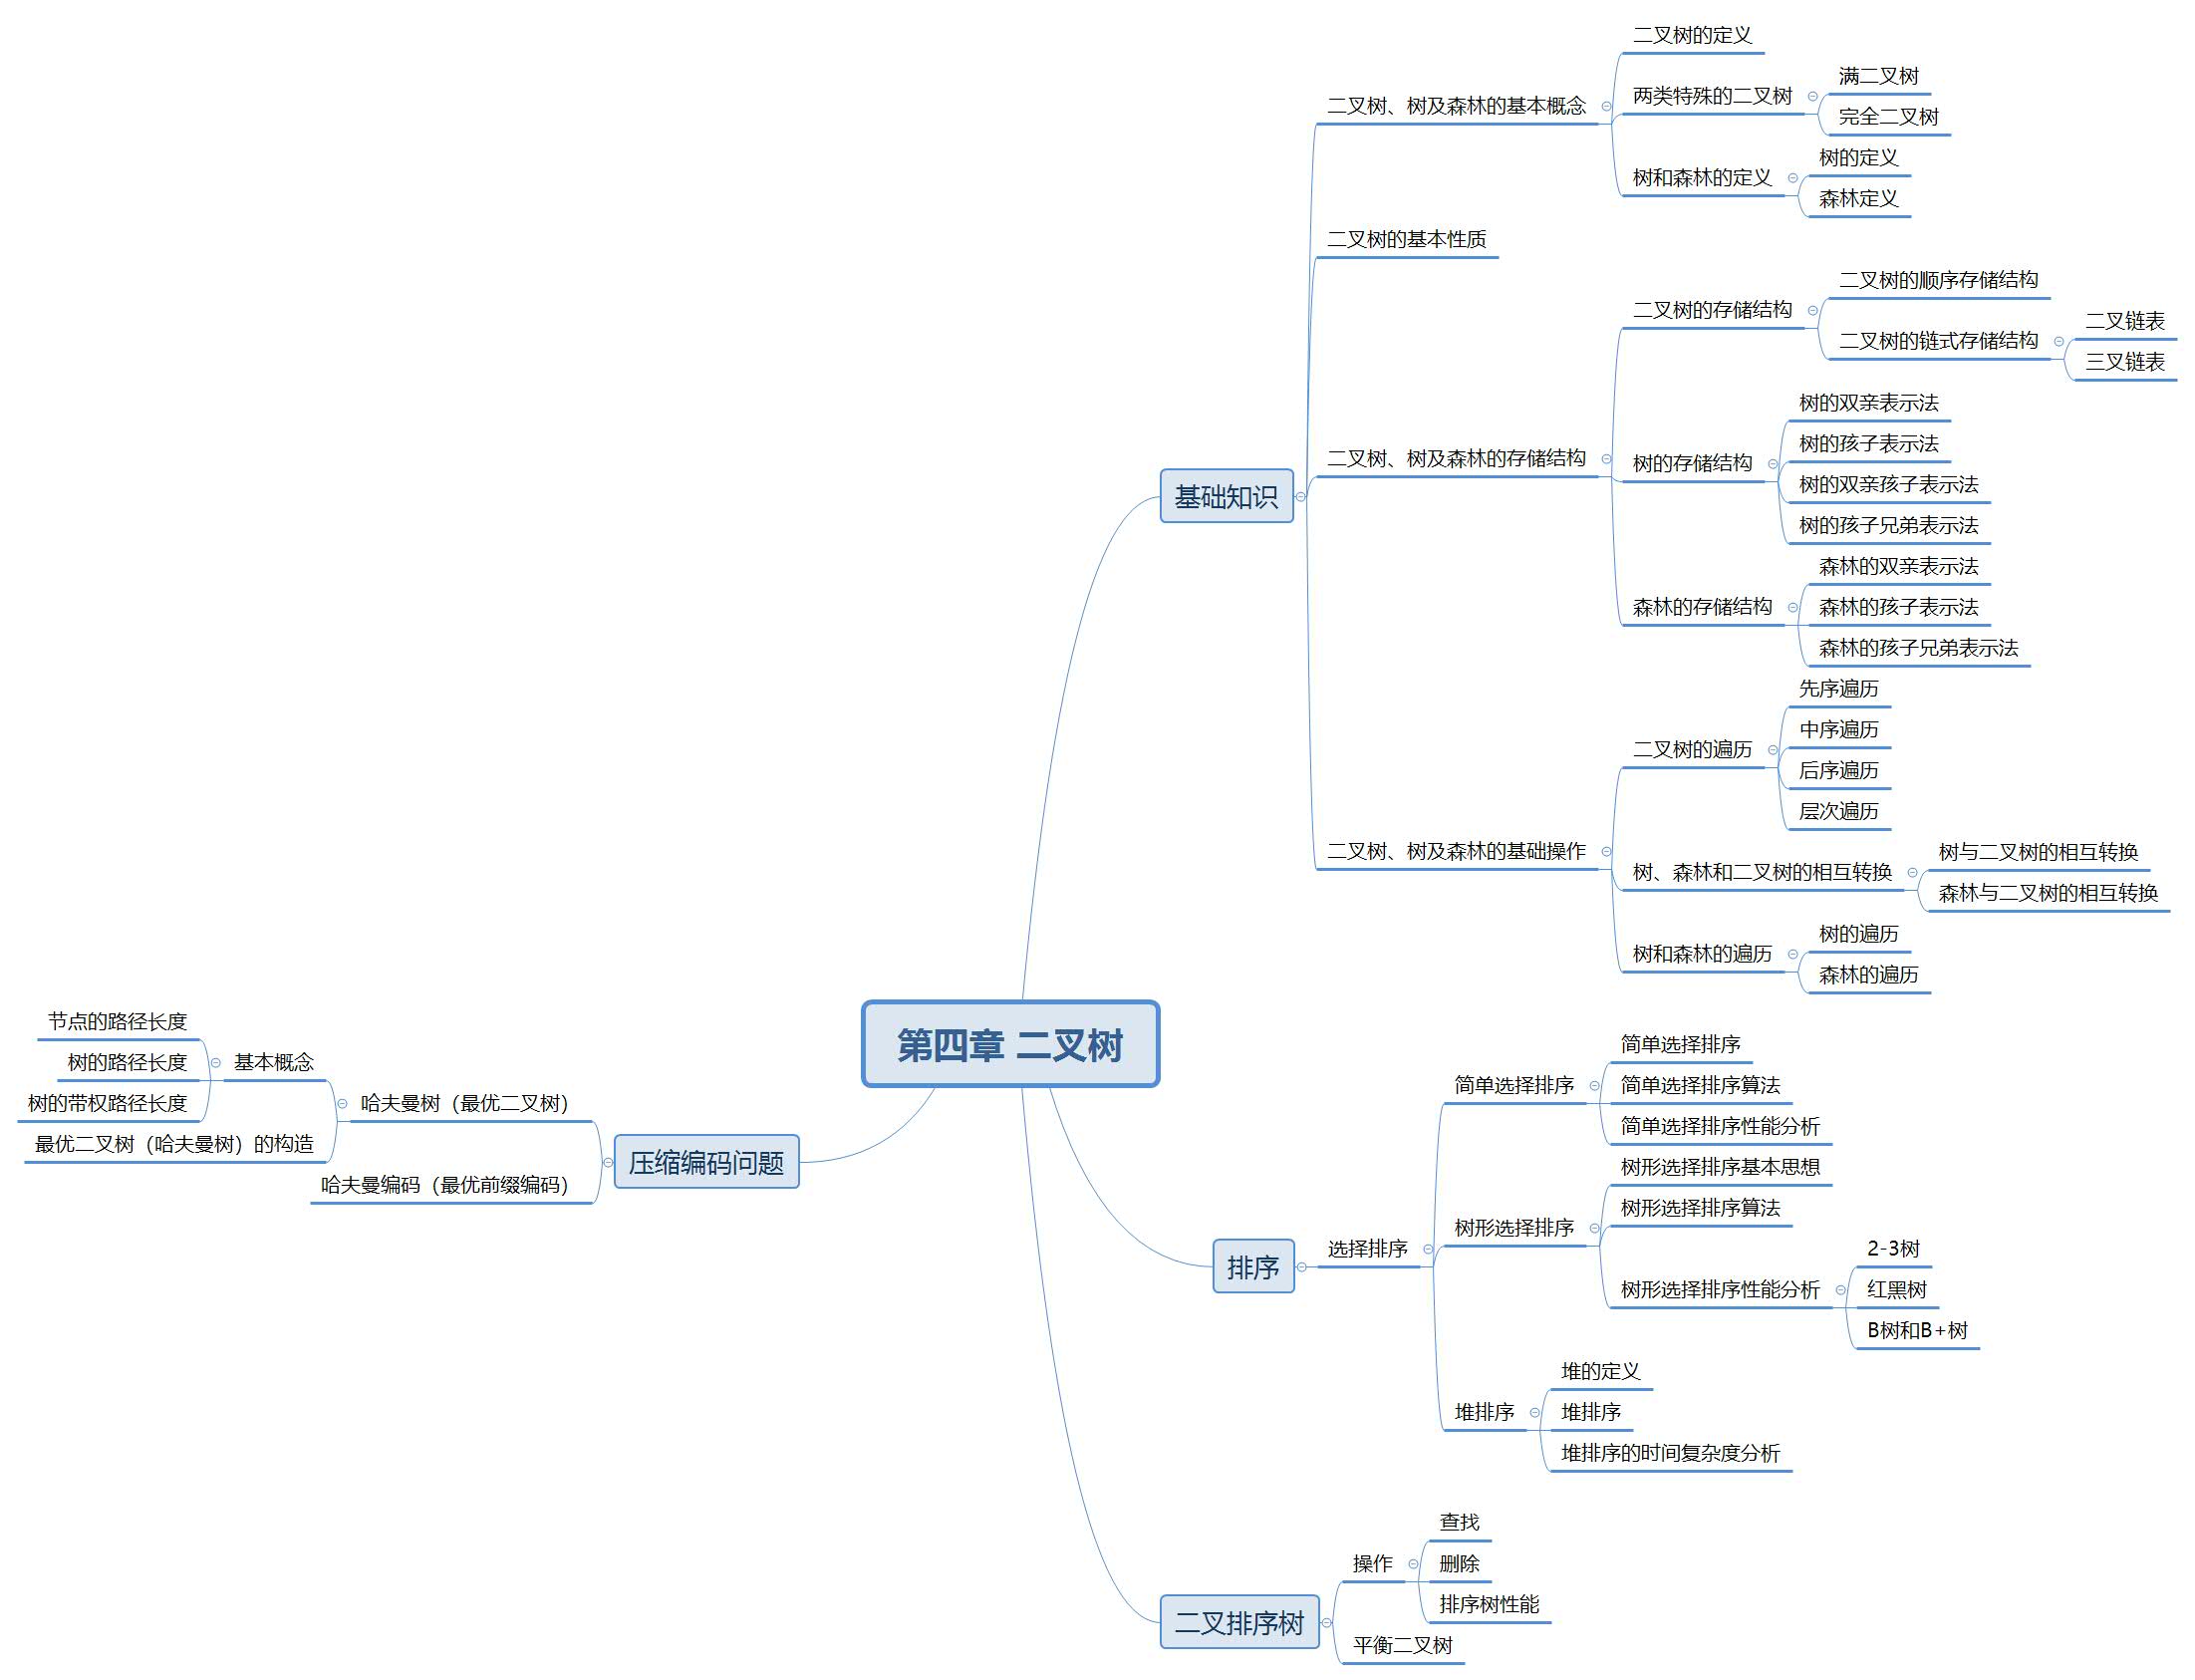 第四章 二叉树
基础知识
二叉树、树及森林的基本概念
二叉树的定义
两类特殊的二叉树
满二叉树
完全二叉树
树和森林的定义
树的定义
森林定义
二叉树的基本性质
二叉树、树及森林的存储结构
二叉树的存储结构
二叉树的顺序存储结构
二叉树的链式存储结构
二叉链表
三叉链表
树的存储结构
树的双亲表示法
树的孩子表示法
树的双亲孩子表示法
树的孩子兄弟表示法
森林的存储结构
森林的双亲表示法
森林的孩子表示法
森林的孩子兄弟表示法
二叉树、树及森林的基础操作
二叉树的遍历
先序遍历
中序遍历
后序遍历
层次遍历
树、森林和二叉树的相互转换
树与二叉树的相互转换
森林与二叉树的相互转换
树和森林的遍历
树的遍历
森林的遍历
排序
选择排序
简单选择排序
简单选择排序
简单选择排序算法
简单选择排序性能分析
树形选择排序
树形选择排序基本思想
树形选择排序算法
树形选择排序性能分析
2-3树
红黑树
B树和B+树
堆排序
堆的定义
堆排序
堆排序的时间复杂度分析
二叉排序树
操作
查找
删除
排序树性能
平衡二叉树
压缩编码问题
哈夫曼树（最优二叉树）
基本概念
节点的路径长度
树的路径长度
树的带权路径长度
最优二叉树（哈夫曼树）的构造
哈夫曼编码（最优前缀编码）